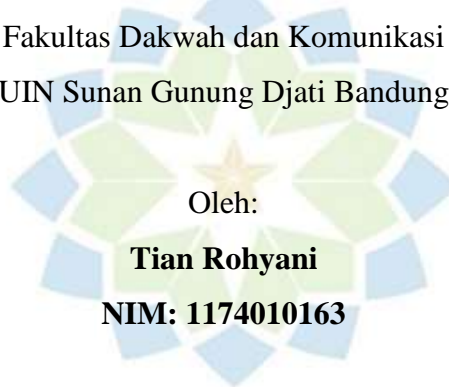 Fakultas Dakwah dan Komunikasi
UIN Sunan Gunung Djati Bandung
Oleh:
Tian Rohyani
NIM: 1174010163